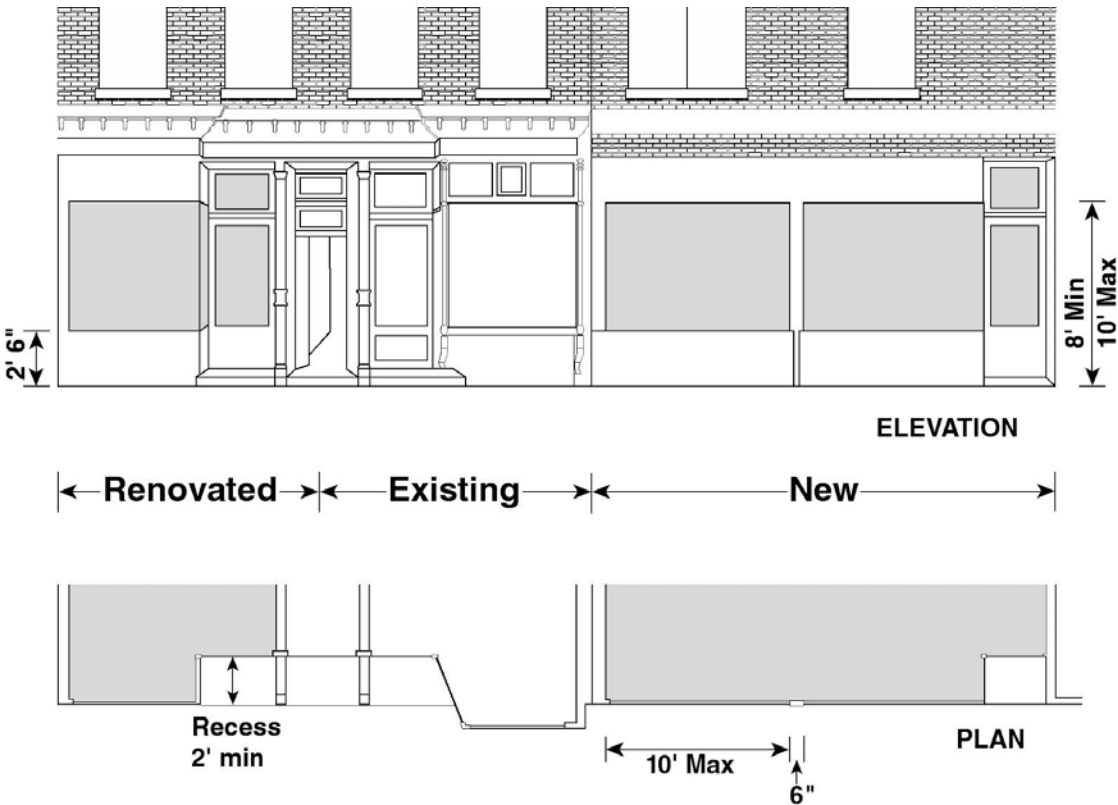 2' 6"
8' Min
10' Max
ELEVATION
Renovated
Existing
New
Recess
2' min
10' Max
6"
PLAN